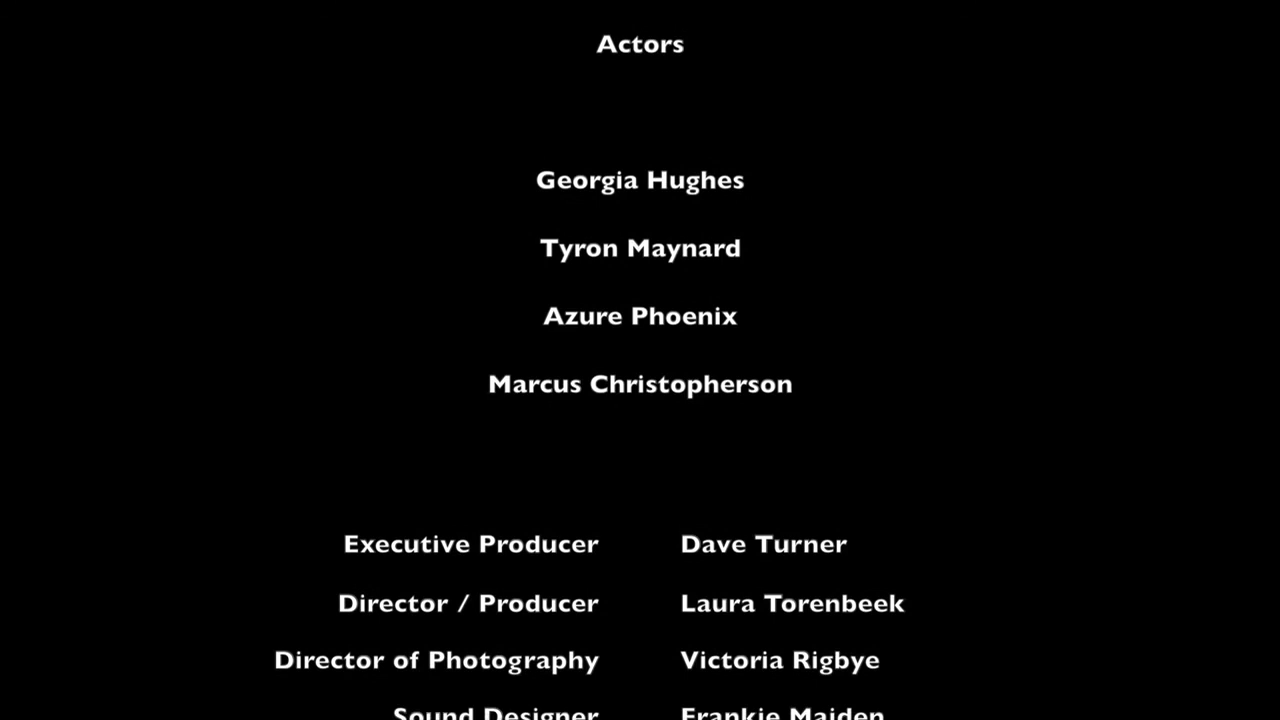 Actors
Georgia Hughes
Tyron Maynard
Azure Phoenix
Marcus Christopherson
Executive Producer Dave Turner
Director / Producer Laura Torenbeek
Director of Photography Victoria Rigbye
Sound Designer Frankie Maiden